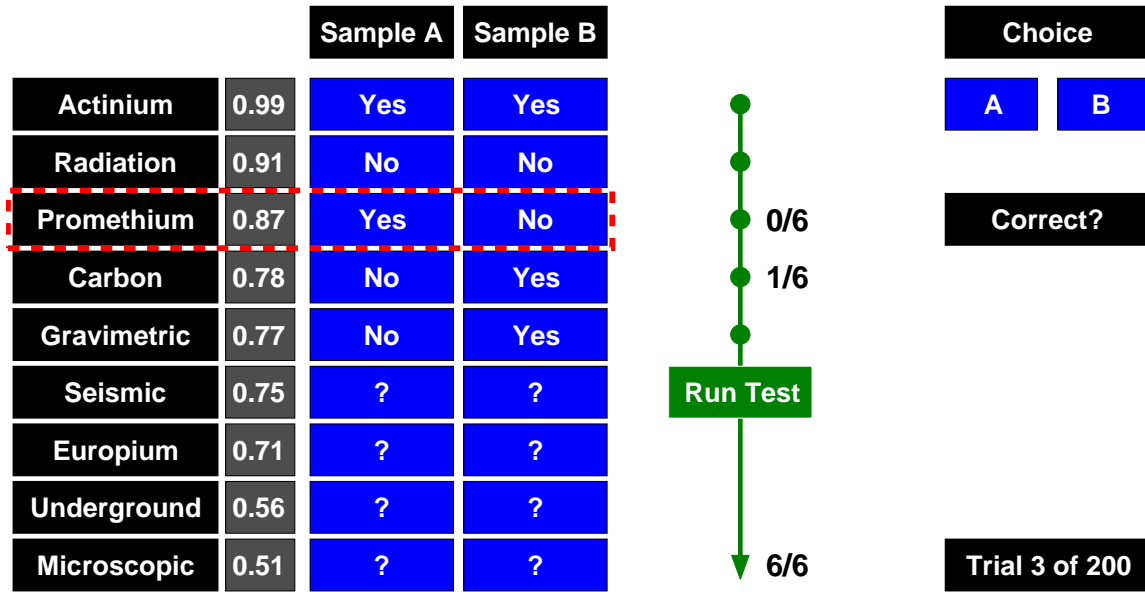 Sample A Sample B Choice
Actinium 0.99 Yes Yes A B
Radiation 0.91 No No
Promethium 0.87 Yes No 0/6 Correct?
Carbon 0.78 No Yes 1/6
Gravimetric 0.77 No Yes
Seismic 0.75 ? ? Run Test
Europium 0.71 ? ?
Underground 0.56 ? ?
Microscopic 0.51 ? ? 6/6 Trial 3 of 200